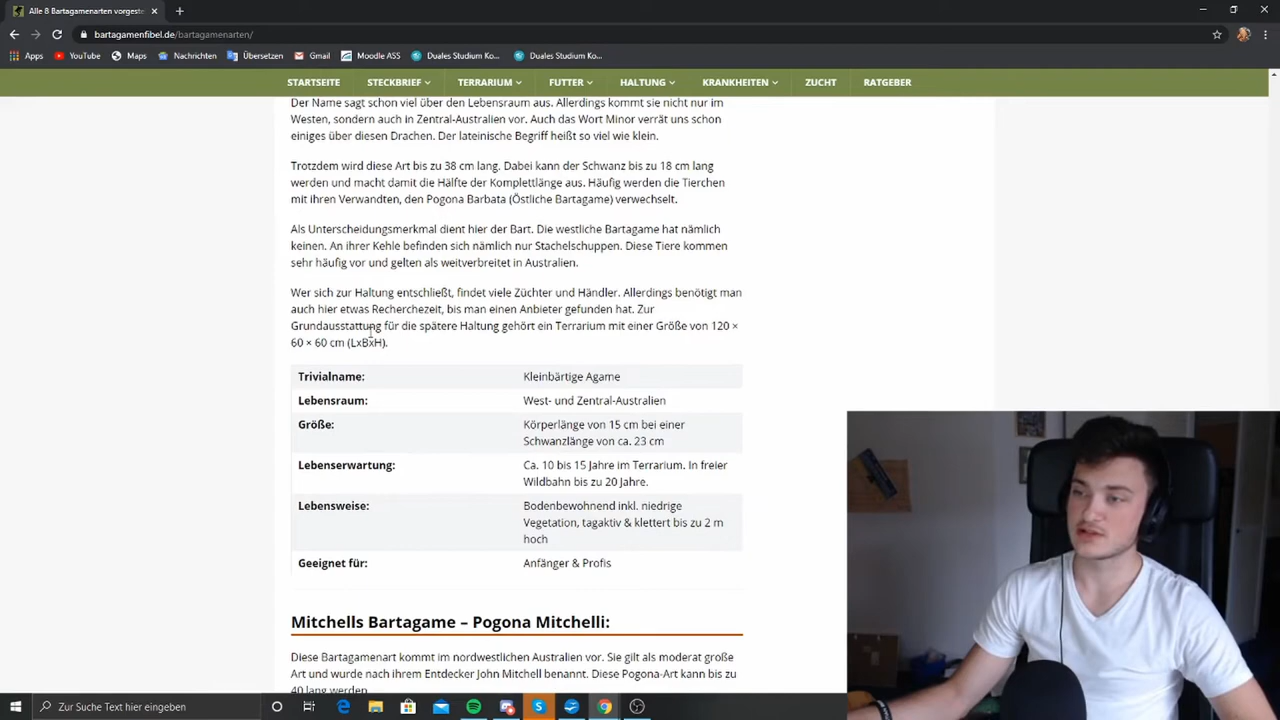 Alle 8 Bartagamenarten vorgeste
bartagamenfibel.de/bartagamenarten/
Apps YouTube Maps Nachrichten Übersetzen Gmail Moodle ASS Duales Studium Ko... Duales Studium Ko...
STARTSEITE STECKBRIEF TERRARIUM FUTTER HALTUNG KRANKHEITEN ZUCHT RATGEBER
Der Name sagt schon viel über den Lebensraum aus. Allerdings kommt sie nicht nur im
Westen, sondern auch in Zentral-Australien vor. Auch das Wort Minor verrät uns schon
einiges über diesen Drachen. Der lateinische Begriff heißt so viel wie klein.
Trotzdem wird diese Art bis zu 38 cm lang. Dabei kann der Schwanz bis zu 18 cm lang
werden und macht damit die Hälfte der Komplettlänge aus. Häufig werden die Tierchen
mit ihren Verwandten, den Pogona Barbata (Östliche Bartagame) verwechselt.
Als Unterscheidungsmerkmal dient hier der Bart. Die westliche Bartagame hat nämlich
keinen. An ihrer Kehle befinden sich nämlich nur Stachelschuppen. Diese Tiere kommen
sehr häufig vor und gelten als weitverbreitet in Australien.
Wer sich zur Haltung entschließt, findet viele Züchter und Händler. Allerdings benötigt man
auch hier etwas Recherchezeit, bis man einen Anbieter gefunden hat. Zur
Grundausstattung für die spätere Haltung gehört ein Terrarium mit einer Größe von 120 ×
60 × 60 cm (LxBxH).
Trivialname: Kleinbärtige Agame
Lebensraum: West- und Zentral-Australien
Größe: Körperlänge von 15 cm bei einer
Schwanzlänge von ca. 23 cm
Lebenserwartung: Ca. 10 bis 15 Jahre im Terrarium. In freier
Wildbahn bis zu 20 Jahre.
Lebensweise: Bodenbewohnend inkl. niedrige
Vegetation, tagaktiv & klettert bis zu 2 m
hoch
Geeignet für: Anfänger & Profis
Mitchells Bartagame – Pogona Mitchelli:
Diese Bartagamenart kommt im nordwestlichen Australien vor. Sie gilt als moderat große
Art und wurde nach ihrem Entdecker John Mitchell benannt. Diese Pogona-Art kann bis zu
40 lang werden
Zur Suche Text hier eingeben